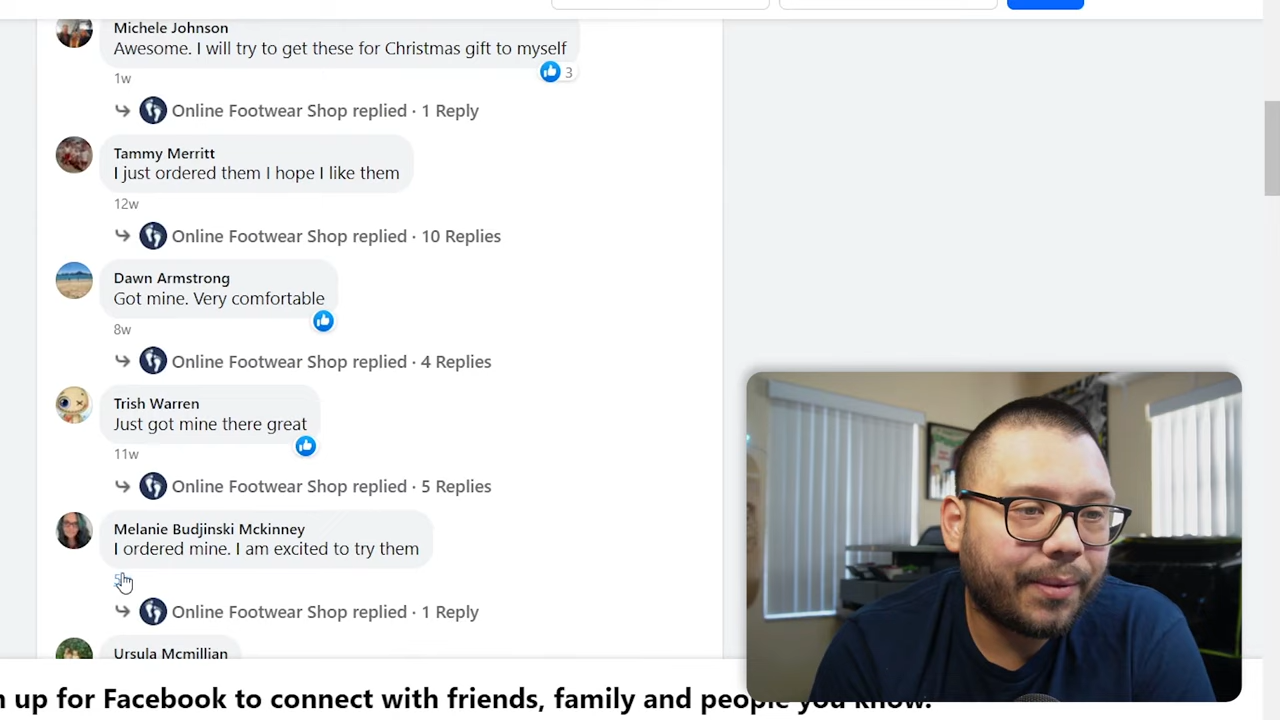 Michele Johnson
Awesome. I will try to get these for Christmas gift to myself
3
1w
Online Footwear Shop replied · 1 Reply
Tammy Merritt
I just ordered them I hope I like them
12w
Online Footwear Shop replied · 10 Replies
Dawn Armstrong
Got mine. Very comfortable
8w
Online Footwear Shop replied · 4 Replies
Trish Warren
Just got mine there great
11w
Online Footwear Shop replied · 5 Replies
Melanie Budjinski Mckinney
I ordered mine. I am excited to try them
Online Footwear Shop replied · 1 Reply
Ursula Mcmillian
up for Facebook to connect with friends, family and people you know.